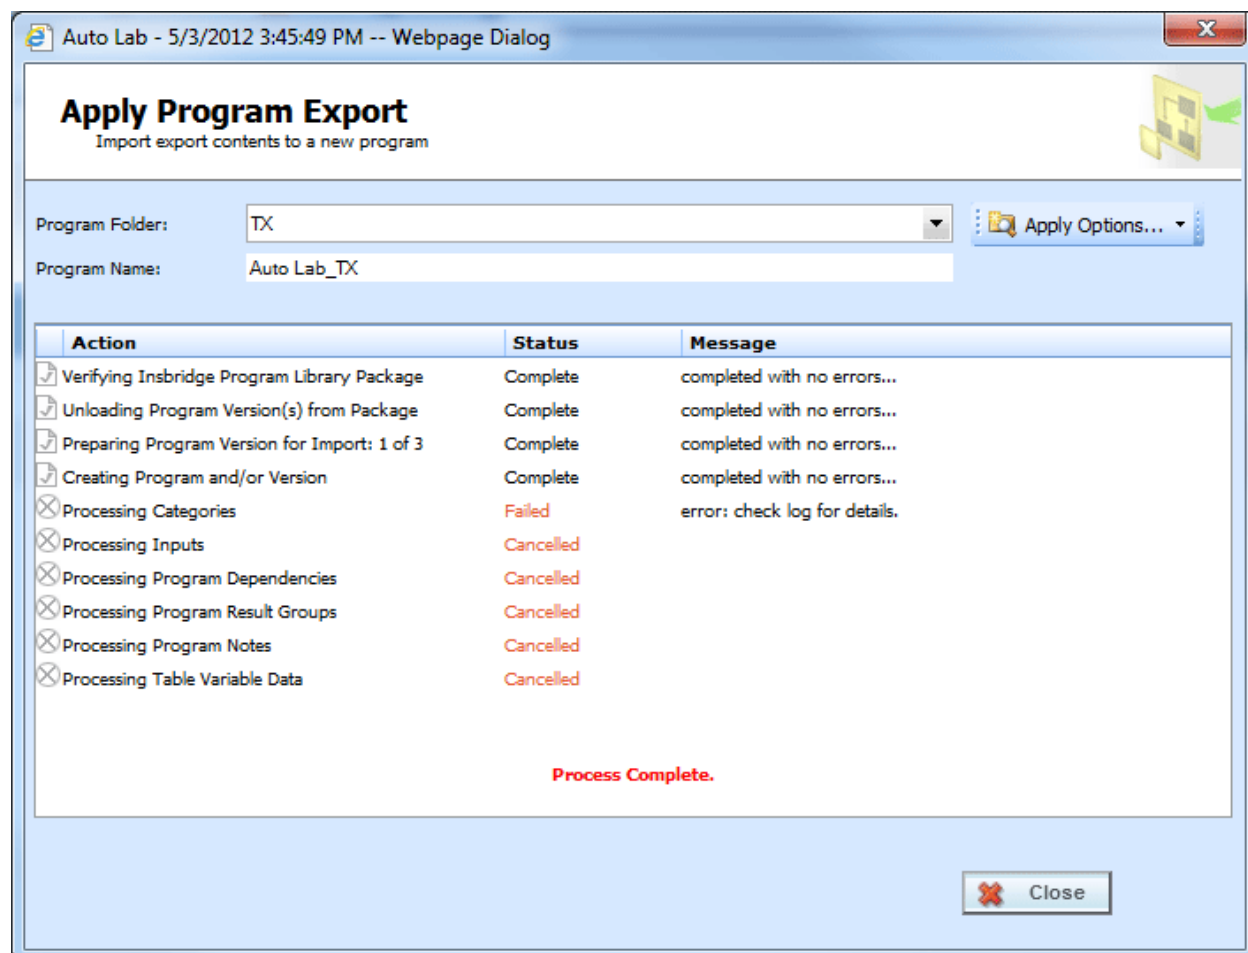 Auto Lab - 5/3/2012 3:45:49 PM -- Webpage Dialog
Apply Program Export
Import export contents to a new program
Program Folder: TX Apply Options...
Program Name: Auto Lab_TX
Action Status Message
Verifying Insbridge Program Library Package Complete completed with no errors...
Unloading Program Version(s) from Package Complete completed with no errors...
Preparing Program Version for Import: 1 of 3 Complete completed with no errors...
Creating Program and/or Version Complete completed with no errors...
Processing Categories Failed error: check log for details.
Processing Inputs Cancelled
Processing Program Dependencies Cancelled
Processing Program Result Groups Cancelled
Processing Program Notes Cancelled
Processing Table Variable Data Cancelled
Process Complete.
Close